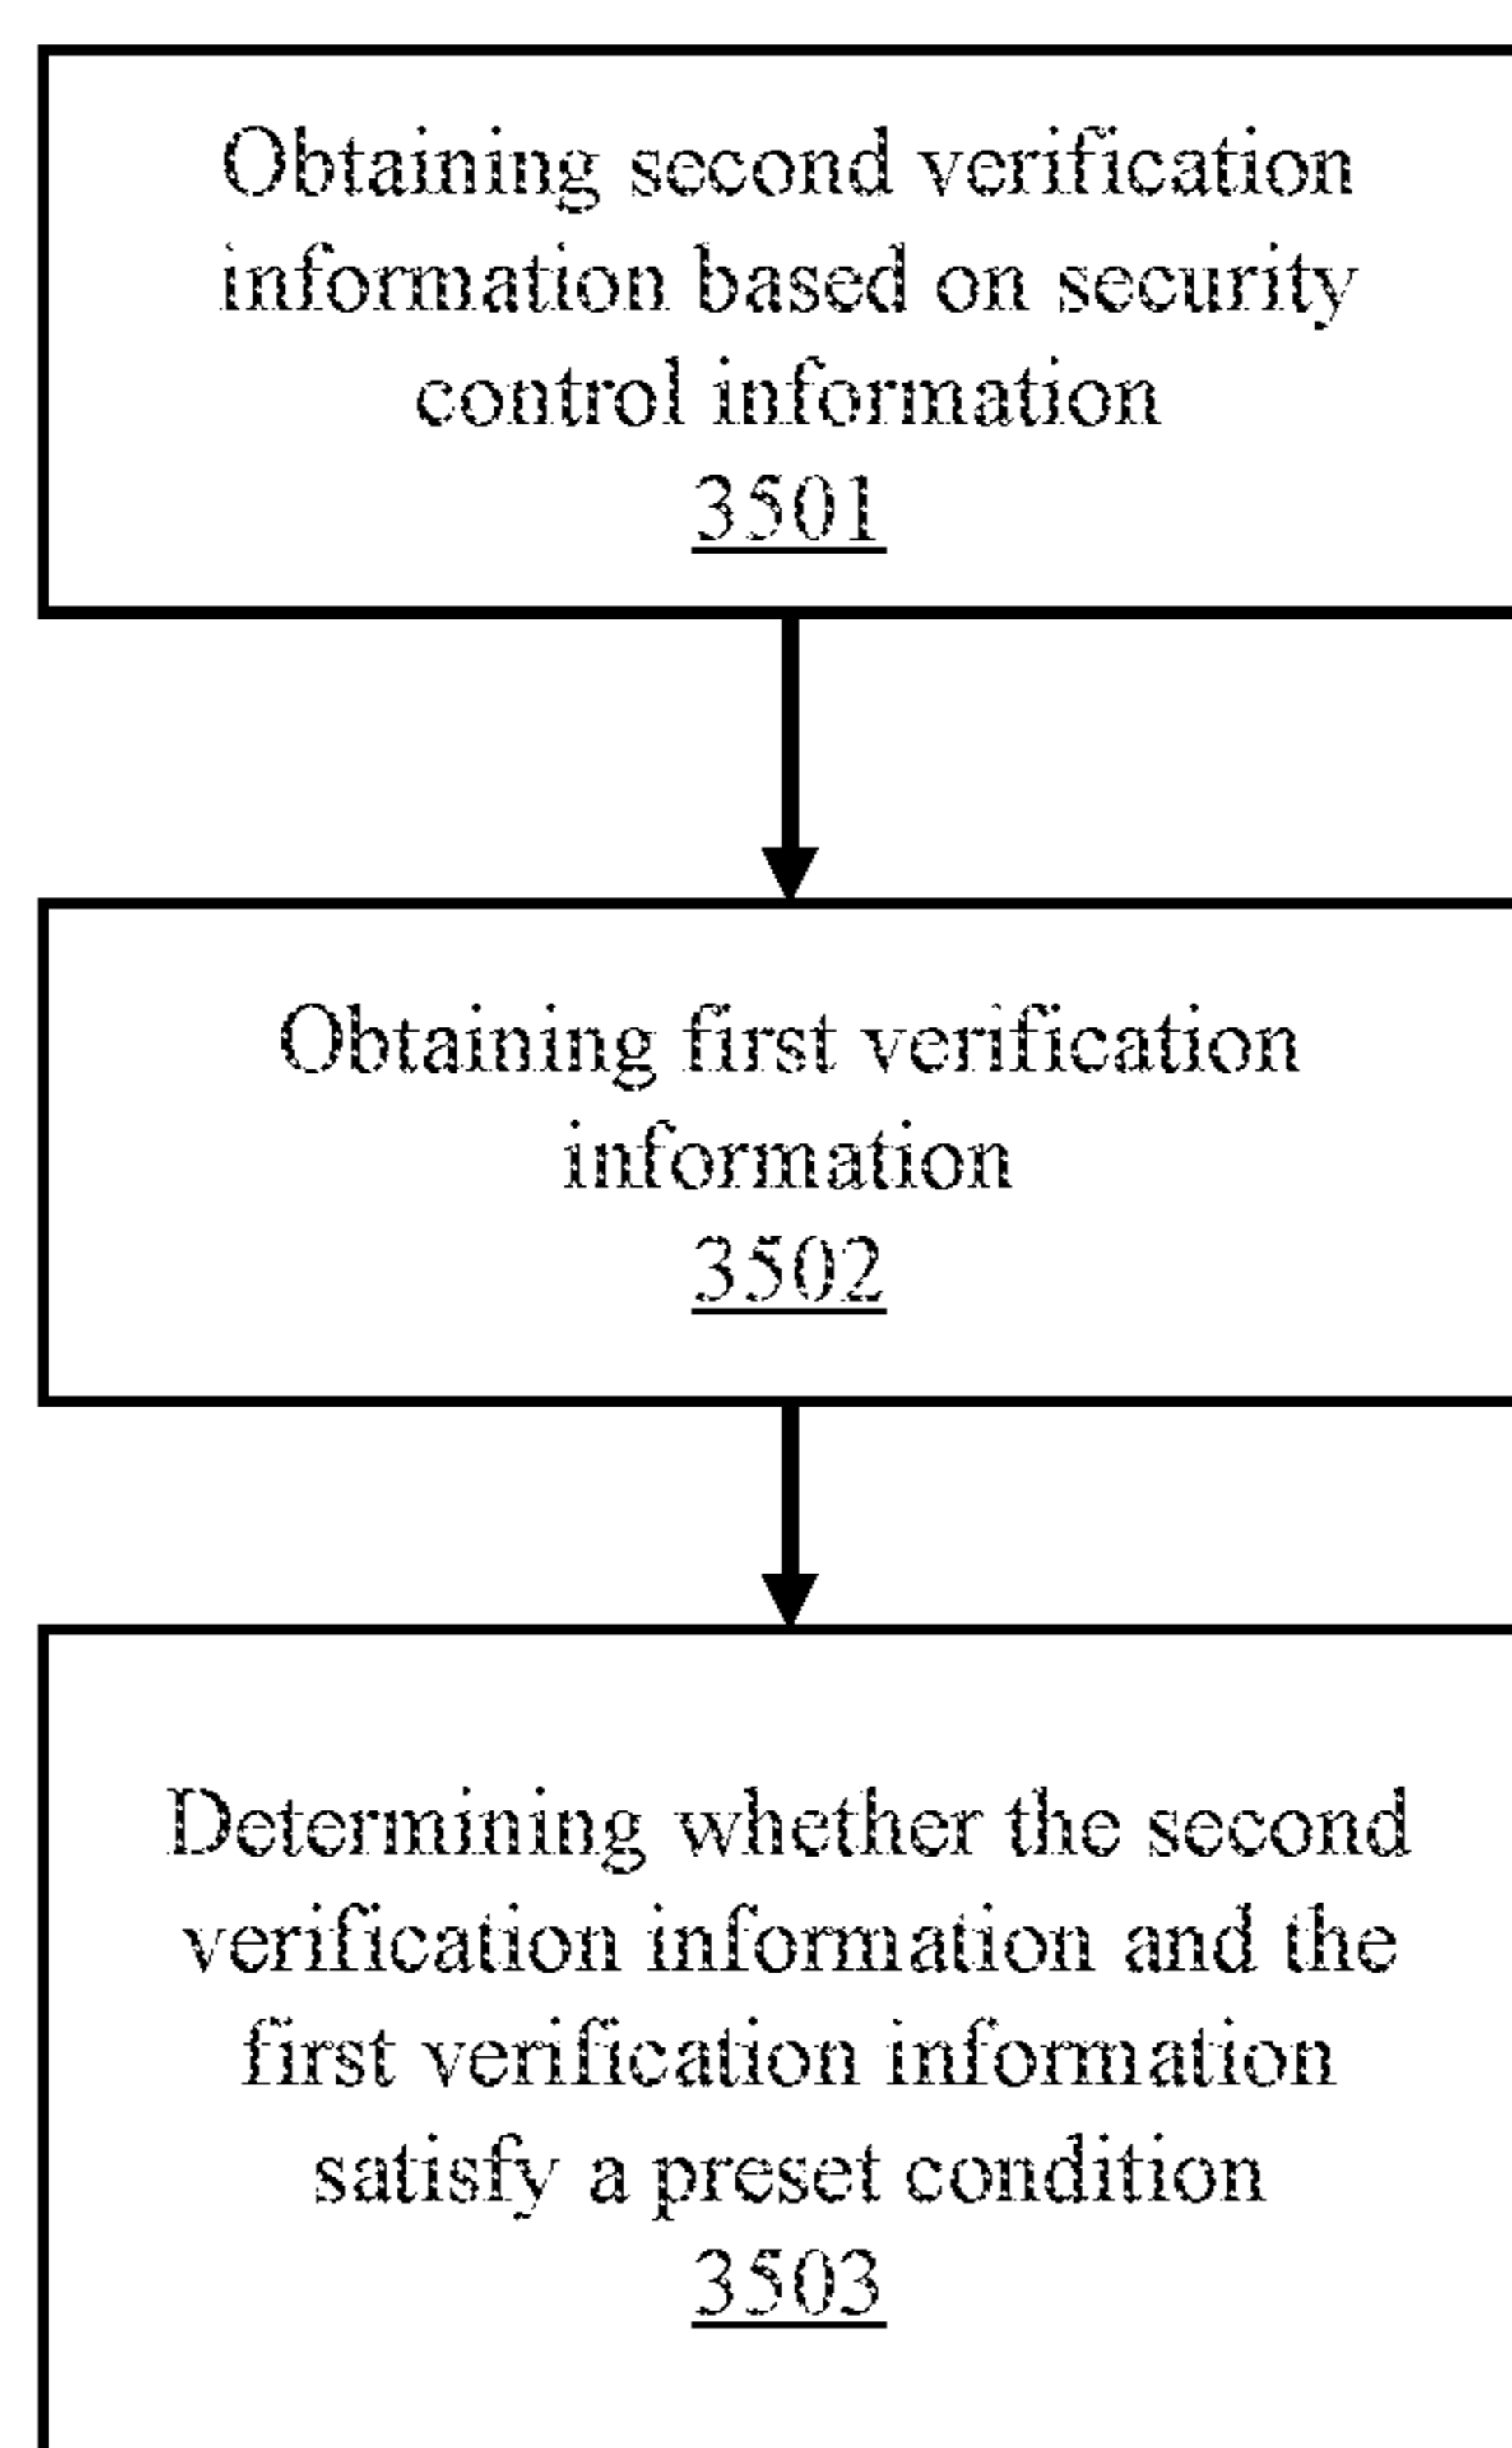 Obtaining second verification
information based on security
control information
3501
Obtaining first verification
information
3502
Determining whether the second
verification information and the
first verification information
satisfy a preset condition
3503